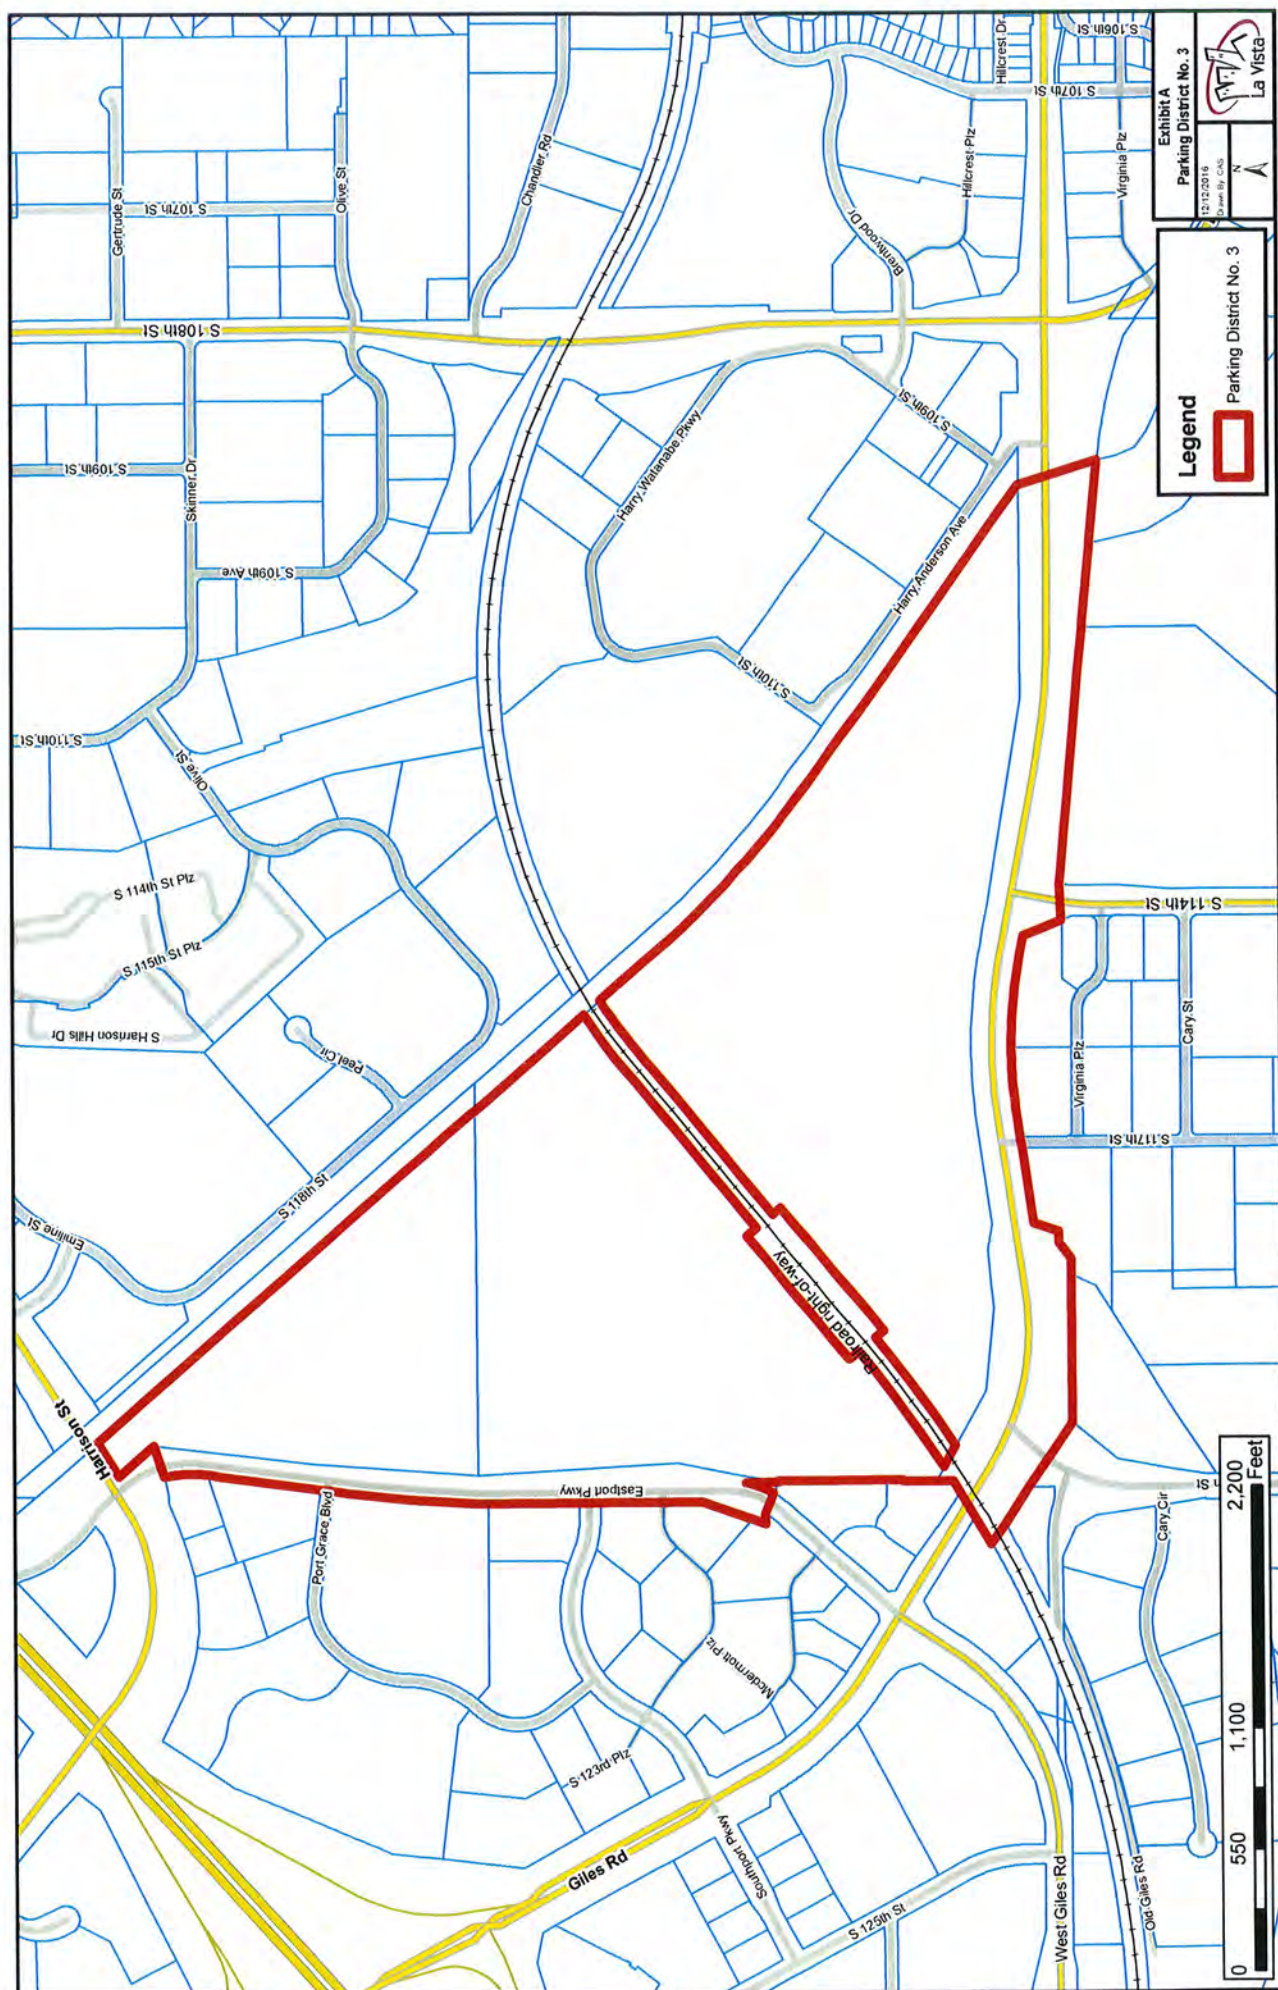 Exhibit A
Parking District No. 3
12/12/2016
Drawn By: CAS
N
La Vista
Legend
Parking District No. 3
Gertrude St
S 107th St
Olive St
Chandler Rd
S 108th St
Hillcrest Dr
S 106th St
S 107th St
Hillcrest Plz
Virginia Plz
Brentwood Dr
S 109th St
Skinner Dr
S 109th Ave
Harry Watanabe Pkwy
S 109th St
Harry Anderson Ave
S 110th St
S 110th St
Olive St
S 114th St Plz
S 115th St Plz
S Harrison Hills Dr
Peel Cir
S 118th St
Emiline St
Harrison St
S 114th St
Virginia Plz
Cary St
S 117th St
Railroad right-of-way
Eastport Pkwy
Port Grace Blvd
Mcdermott Plz
S 123rd Plz
Southport Pkwy
Giles Rd
S 125th St
West Giles Rd
Old Giles Rd
Cary Cir
St
0 550 1,100 2,200
Feet